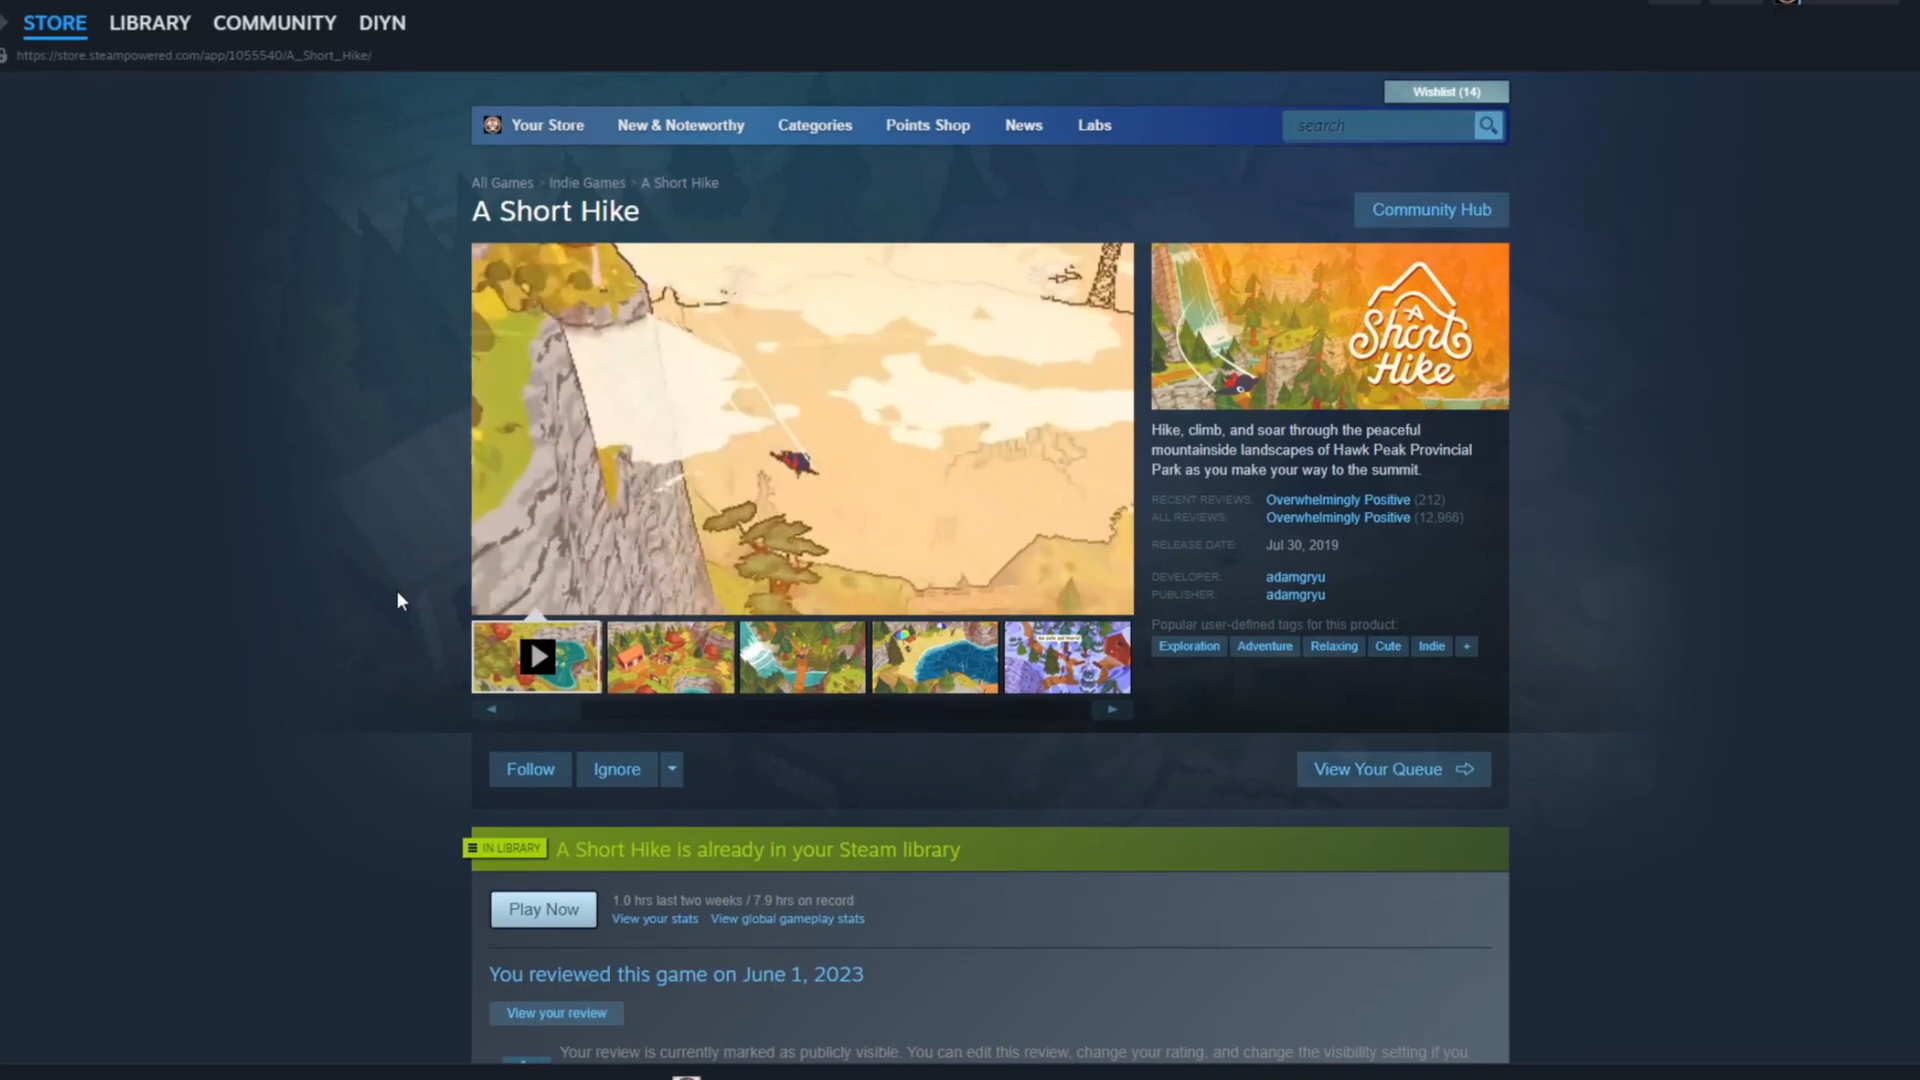 STORE LIBRARY COMMUNITY DIYN
https://store.steampowered.com/app/1055540/A_Short_Hike/
Wishlist (14)
Your Store New & Noteworthy Categories Points Shop News Labs search
All Games > Indie Games > A Short Hike
A Short Hike
Community Hub
A
Short
Hike
Hike, climb, and soar through the peaceful
mountainside landscapes of Hawk Peak Provincial
Park as you make your way to the summit.
RECENT REVIEWS: Overwhelmingly Positive (212)
ALL REVIEWS: Overwhelmingly Positive (12,966)
RELEASE DATE: Jul 30, 2019
DEVELOPER: adamgryu
PUBLISHER: adamgryu
Popular user-defined tags for this product:
Exploration Adventure Relaxing Cute Indie +
Follow Ignore View Your Queue
IN LIBRARY A Short Hike is already in your Steam library
Play Now
1.0 hrs last two weeks / 7.9 hrs on record
View your stats View global gameplay stats
You reviewed this game on June 1, 2023
View your review
Your review is currently marked as publicly visible. You can edit this review, change your rating, and change the visibility setting if you